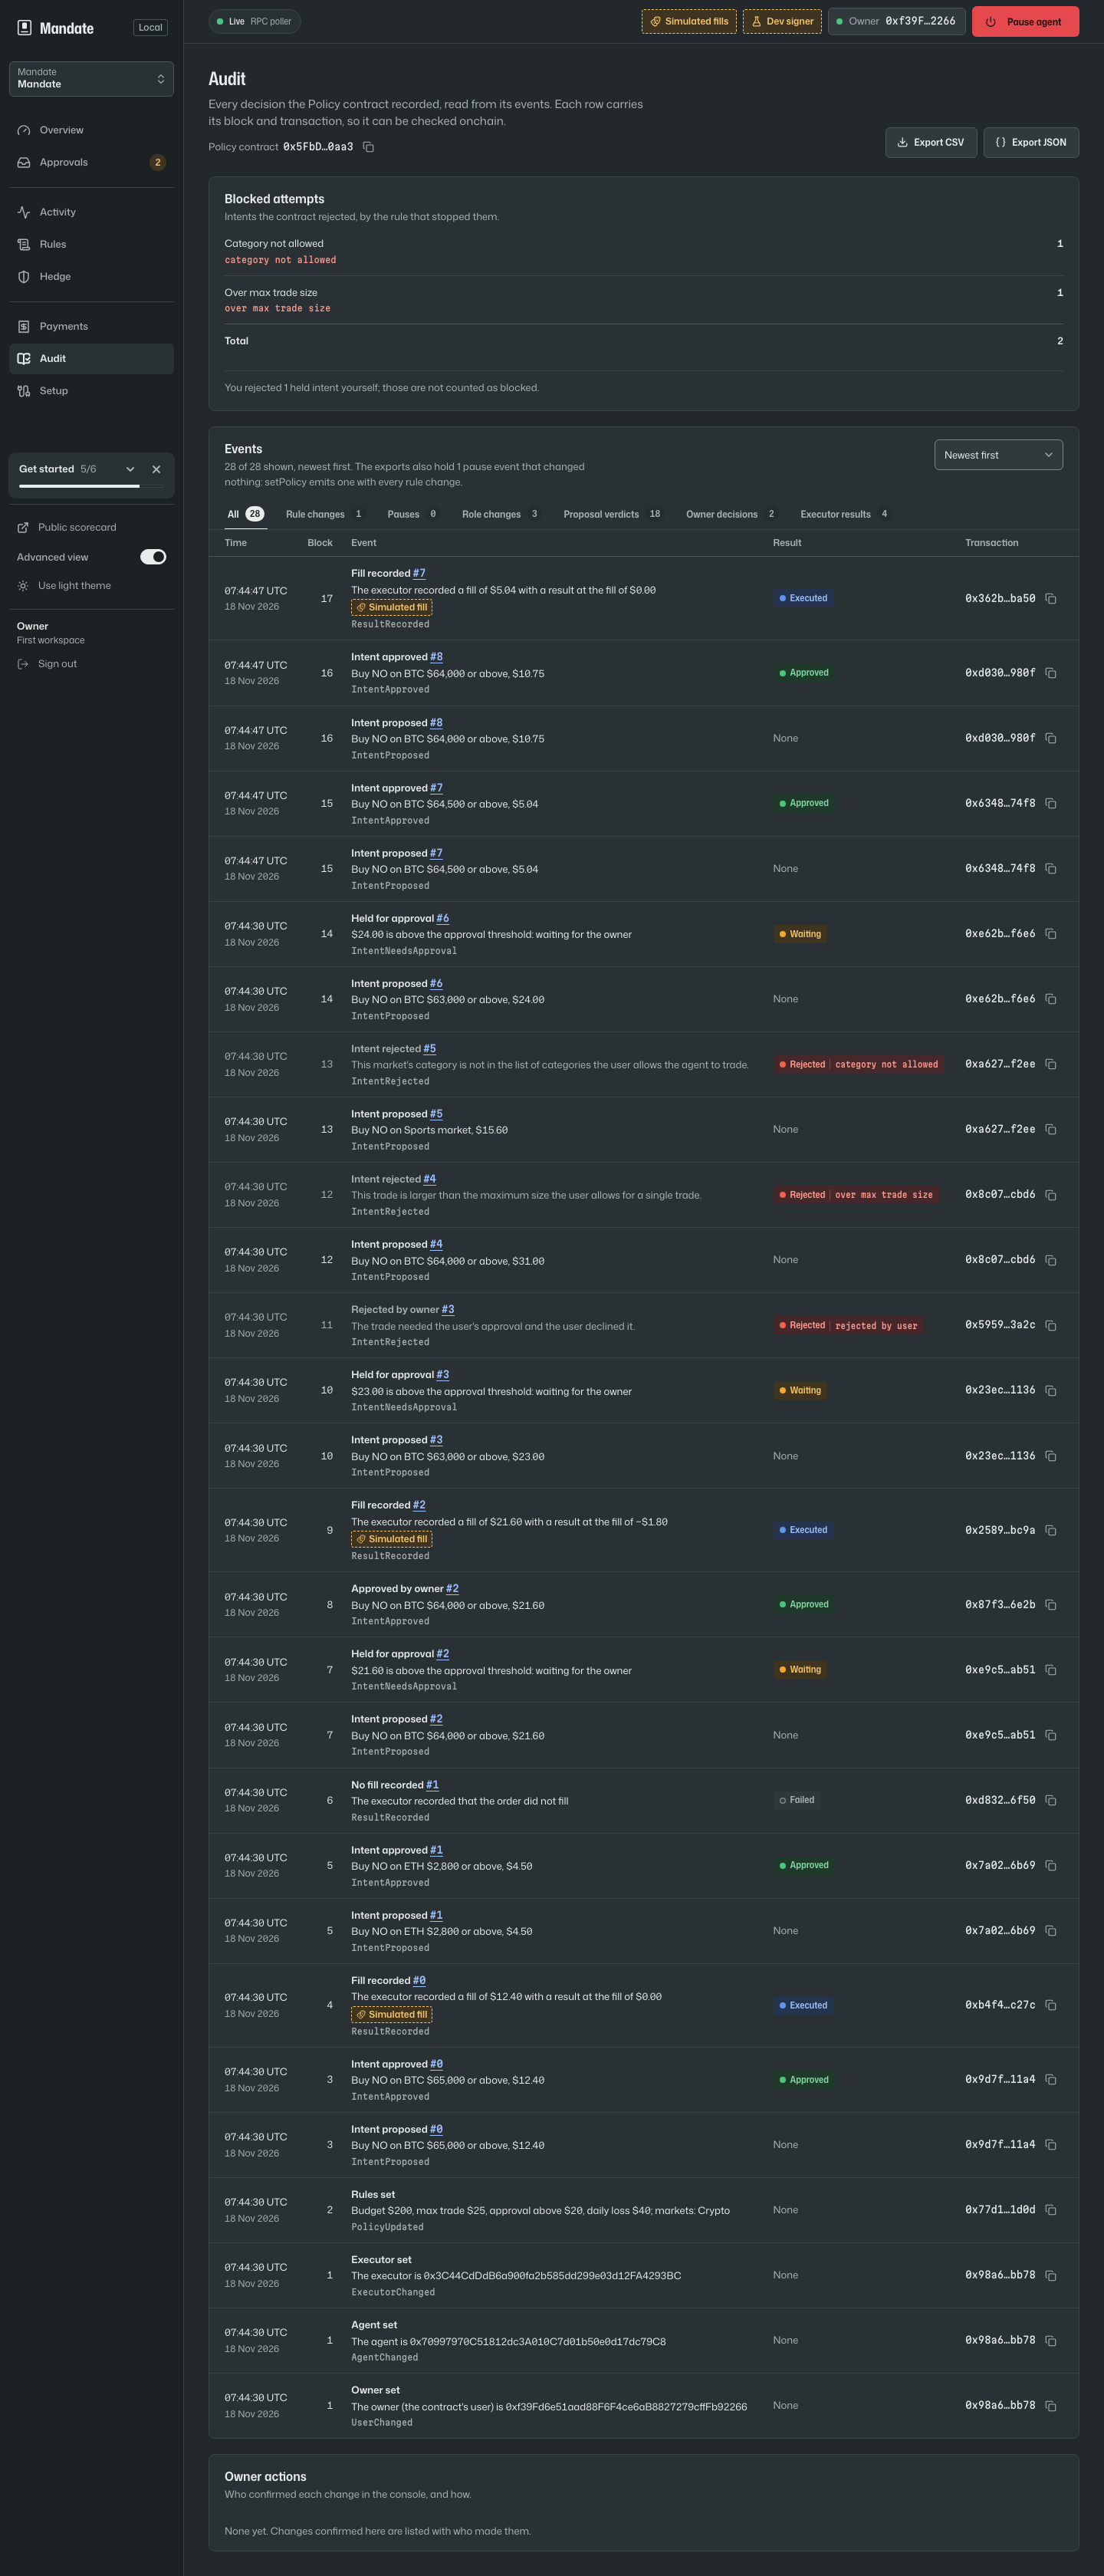 Mandate
Local
Mandate
Mandate
Overview
Approvals 2
Activity
Rules
Hedge
Payments
Audit
Setup
Get started 5/6
Public scorecard
Advanced view
Use light theme
Owner
First workspace
Sign out
Live RPC poller
Simulated fills
Dev signer
Owner 0xf39F…2266
Pause agent
Audit
Every decision the Policy contract recorded, read from its events. Each row carries
its block and transaction, so it can be checked onchain.
Policy contract 0x5FbD…0aa3
Export CSV
Export JSON
Blocked attempts
Intents the contract rejected, by the rule that stopped them.
Category not allowed 1
category not allowed
Over max trade size 1
over max trade size
Total 2
You rejected 1 held intent yourself; those are not counted as blocked.
Events
28 of 28 shown, newest first. The exports also hold 1 pause event that changed
nothing: setPolicy emits one with every rule change.
Newest first
All 28 Rule changes 1 Pauses 0 Role changes 3 Proposal verdicts 18 Owner decisions 2 Executor results 4
Time Block Event Result Transaction
Fill recorded #7
07:44:47 UTC
18 Nov 2026
17
The executor recorded a fill of $5.04 with a result at the fill of $0.00
Simulated fill
ResultRecorded
Executed
0x362b…ba50
Intent approved #8
07:44:47 UTC
18 Nov 2026
16
Buy NO on BTC $64,000 or above, $10.75
IntentApproved
Approved
0xd030…980f
Intent proposed #8
07:44:47 UTC
18 Nov 2026
16
Buy NO on BTC $64,000 or above, $10.75
IntentProposed
None
0xd030…980f
Intent approved #7
07:44:47 UTC
18 Nov 2026
15
Buy NO on BTC $64,500 or above, $5.04
IntentApproved
Approved
0x6348…74f8
Intent proposed #7
07:44:47 UTC
18 Nov 2026
15
Buy NO on BTC $64,500 or above, $5.04
IntentProposed
None
0x6348…74f8
Held for approval #6
07:44:30 UTC
18 Nov 2026
14
$24.00 is above the approval threshold: waiting for the owner
IntentNeedsApproval
Waiting
0xe62b…f6e6
Intent proposed #6
07:44:30 UTC
18 Nov 2026
14
Buy NO on BTC $63,000 or above, $24.00
IntentProposed
None
0xe62b…f6e6
Intent rejected #5
07:44:30 UTC
18 Nov 2026
13
This market's category is not in the list of categories the user allows the agent to trade.
IntentRejected
Rejected | category not allowed
0xa627…f2ee
Intent proposed #5
07:44:30 UTC
18 Nov 2026
13
Buy NO on Sports market, $15.60
IntentProposed
None
0xa627…f2ee
Intent rejected #4
07:44:30 UTC
18 Nov 2026
12
This trade is larger than the maximum size the user allows for a single trade.
IntentRejected
Rejected | over max trade size
0x8c07…cbd6
Intent proposed #4
07:44:30 UTC
18 Nov 2026
12
Buy NO on BTC $64,000 or above, $31.00
IntentProposed
None
0x8c07…cbd6
Rejected by owner #3
07:44:30 UTC
18 Nov 2026
11
The trade needed the user's approval and the user declined it.
IntentRejected
Rejected | rejected by user
0x5959…3a2c
Held for approval #3
07:44:30 UTC
18 Nov 2026
10
$23.00 is above the approval threshold: waiting for the owner
IntentNeedsApproval
Waiting
0x23ec…1136
Intent proposed #3
07:44:30 UTC
18 Nov 2026
10
Buy NO on BTC $63,000 or above, $23.00
IntentProposed
None
0x23ec…1136
Fill recorded #2
07:44:30 UTC
18 Nov 2026
9
The executor recorded a fill of $21.60 with a result at the fill of −$1.80
Simulated fill
ResultRecorded
Executed
0x2589…bc9a
Approved by owner #2
07:44:30 UTC
18 Nov 2026
8
Buy NO on BTC $64,000 or above, $21.60
IntentApproved
Approved
0x87f3…6e2b
Held for approval #2
07:44:30 UTC
18 Nov 2026
7
$21.60 is above the approval threshold: waiting for the owner
IntentNeedsApproval
Waiting
0xe9c5…ab51
Intent proposed #2
07:44:30 UTC
18 Nov 2026
7
Buy NO on BTC $64,000 or above, $21.60
IntentProposed
None
0xe9c5…ab51
No fill recorded #1
07:44:30 UTC
18 Nov 2026
6
The executor recorded that the order did not fill
ResultRecorded
Failed
0xd832…6f50
Intent approved #1
07:44:30 UTC
18 Nov 2026
5
Buy NO on ETH $2,800 or above, $4.50
IntentApproved
Approved
0x7a02…6b69
Intent proposed #1
07:44:30 UTC
18 Nov 2026
5
Buy NO on ETH $2,800 or above, $4.50
IntentProposed
None
0x7a02…6b69
Fill recorded #0
07:44:30 UTC
18 Nov 2026
4
The executor recorded a fill of $12.40 with a result at the fill of $0.00
Simulated fill
ResultRecorded
Executed
0xb4f4…c27c
Intent approved #0
07:44:30 UTC
18 Nov 2026
3
Buy NO on BTC $65,000 or above, $12.40
IntentApproved
Approved
0x9d7f…11a4
Intent proposed #0
07:44:30 UTC
18 Nov 2026
3
Buy NO on BTC $65,000 or above, $12.40
IntentProposed
None
0x9d7f…11a4
Rules set
07:44:30 UTC
18 Nov 2026
2
Budget $200, max trade $25, approval above $20, daily loss $40; markets: Crypto
PolicyUpdated
None
0x77d1…1d0d
Executor set
07:44:30 UTC
18 Nov 2026
1
The executor is 0x3C44CdDdB6a900fa2b585dd299e03d12FA4293BC
ExecutorChanged
None
0x98a6…bb78
Agent set
07:44:30 UTC
18 Nov 2026
1
The agent is 0x70997970C51812dc3A010C7d01b50e0d17dc79C8
AgentChanged
None
0x98a6…bb78
Owner set
07:44:30 UTC
18 Nov 2026
1
The owner (the contract's user) is 0xf39Fd6e51aad88F6F4ce6aB8827279cffFb92266
UserChanged
None
0x98a6…bb78
Owner actions
Who confirmed each change in the console, and how.
None yet. Changes confirmed here are listed with who made them.